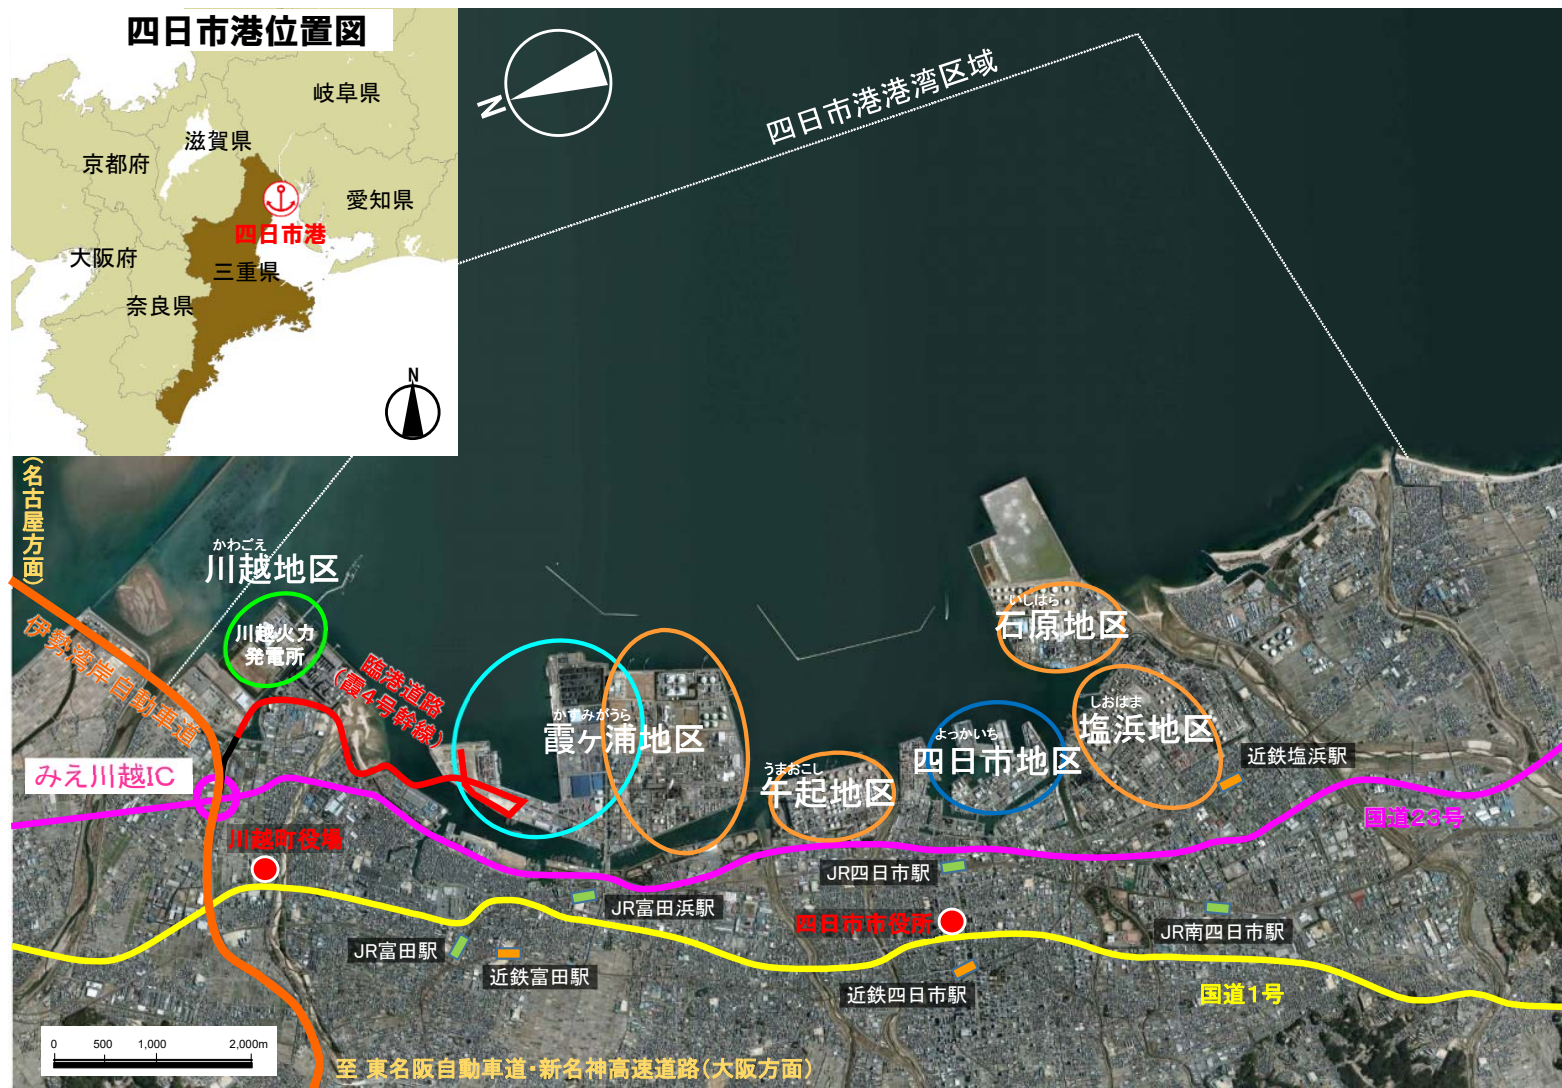 四日市港位置図
岐阜県
滋賀県
京都府
愛知県
四日市港
大阪府
三重県
奈良県
N
N
四日市港港湾区域
(名古屋方面)
伊勢湾岸自動車道
かわごえ
川越地区
川越火力
発電所
臨港道路
(霞4号幹線)
かすみがうら
霞ヶ浦地区
うまおこし
午起地区
よっかいち
四日市地区
いしはら
石原地区
しおはま
塩浜地区
近鉄塩浜駅
みえ川越IC
国道23号
川越町役場
JR四日市駅
JR富田浜駅
四日市市役所
JR南四日市駅
JR富田駅
近鉄富田駅
近鉄四日市駅
国道1号
0 500 1,000 2,000m
至 東名阪自動車道・新名神高速道路(大阪方面)